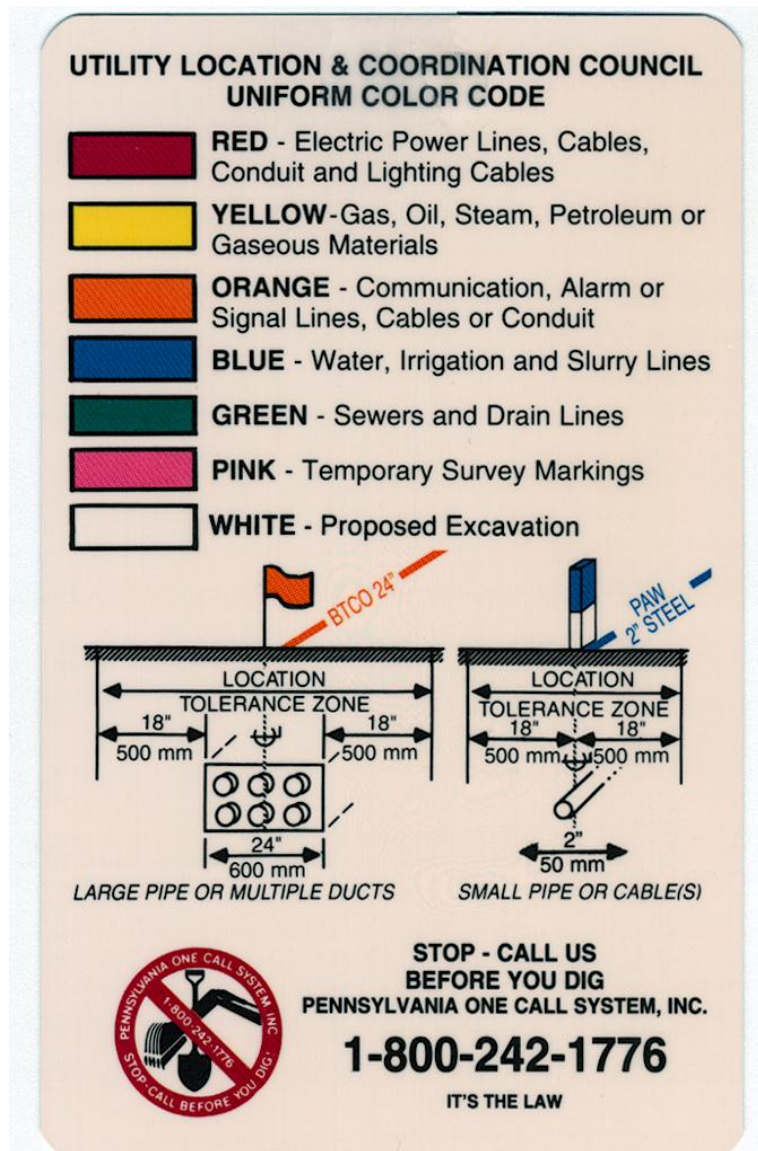 UTILITY LOCATION & COORDINATION COUNCIL
UNIFORM COLOR CODE
RED - Electric Power Lines, Cables,
Conduit and Lighting Cables
YELLOW-Gas, Oil, Steam, Petroleum or
Gaseous Materials
ORANGE - Communication, Alarm or
Signal Lines, Cables or Conduit
BLUE - Water, Irrigation and Slurry Lines
GREEN - Sewers and Drain Lines
PINK - Temporary Survey Markings
WHITE - Proposed Excavation
BTCO 24"
LOCATION
TOLERANCE ZONE
18"
500 mm
18"
500 mm
24"
600 mm
LARGE PIPE OR MULTIPLE DUCTS
PAW
2" STEEL
LOCATION
TOLERANCE ZONE
18"
500 mm
18"
500 mm
2"
50 mm
SMALL PIPE OR CABLE(S)
PENNSYLVANIA ONE CALL SYSTEM INC
1-800-242-1776
STOP-CALL BEFORE YOU DIG.
STOP - CALL US
BEFORE YOU DIG
PENNSYLVANIA ONE CALL SYSTEM, INC.
1-800-242-1776
IT'S THE LAW